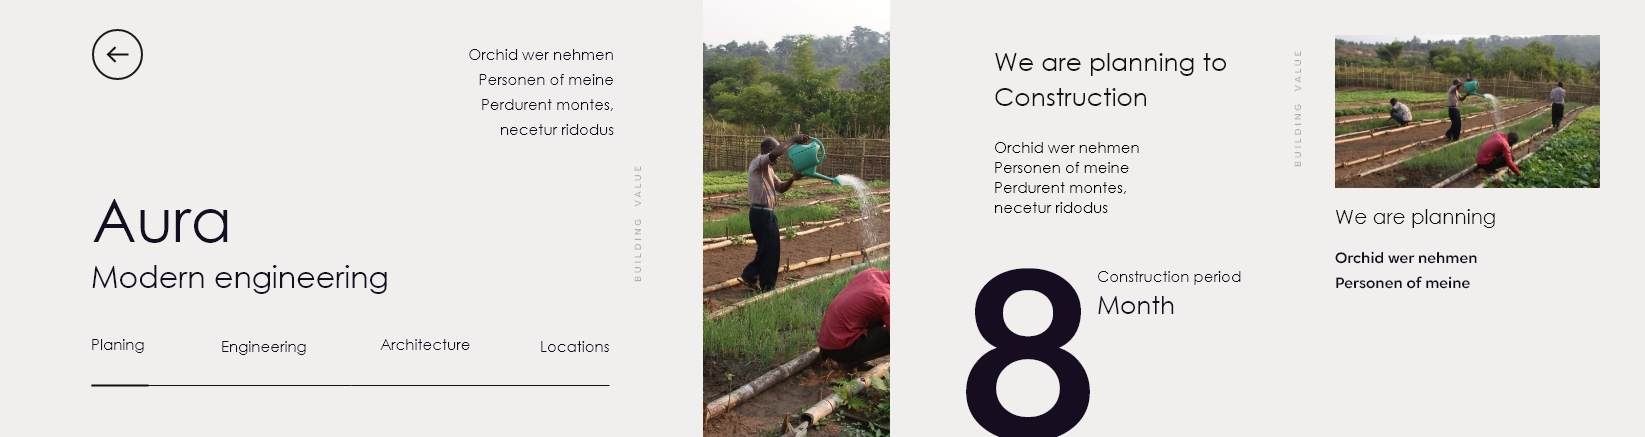 Orchid wer nehmen
Personen of meine
Perdurent montes,
necetur ridodus
BUILDING VALUE
Aura
Modern engineering
Planing
Engineering
Architecture
Locations
We are planning to
Construction
Orchid wer nehmen
Personen of meine
Perdurent montes,
necetur ridodus
8
Construction period
Month
BUILDING VALUE
We are planning
Orchid wer nehmen
Personen of meine